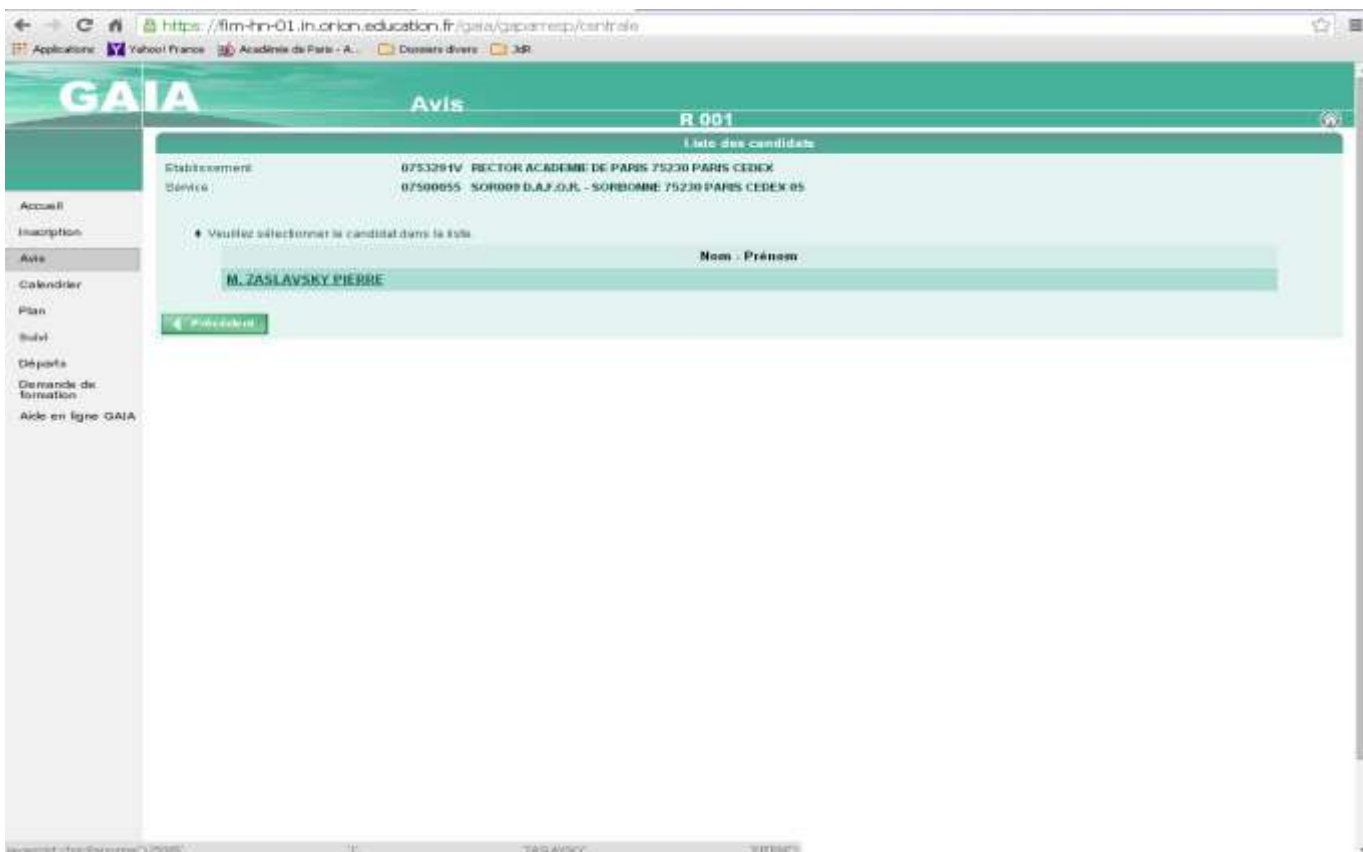 https://fim-hn-01.in.orion.education.fr/gaia/gaparresp/centrale
Applications Yahoo! France Académie de Paris - A... Dossiers divers JdR
GAIA
Avis
R 001
Liste des candidats
Etablissement 0753291V RECTOR ACADEMIE DE PARIS 75230 PARIS CEDEX
Service 07500055 SOR009 D.A.F.O.R. - SORBONNE 75230 PARIS CEDEX 05
Accueil
Inscription
Avis
Calendrier
Plan
Suivi
Départs
Demande de
formation
Aide en ligne GAIA
Veuillez sélectionner le candidat dans la liste.
Nom - Prénom
M. ZASLAVSKY PIERRE
Précédent
ZASLAVSKY